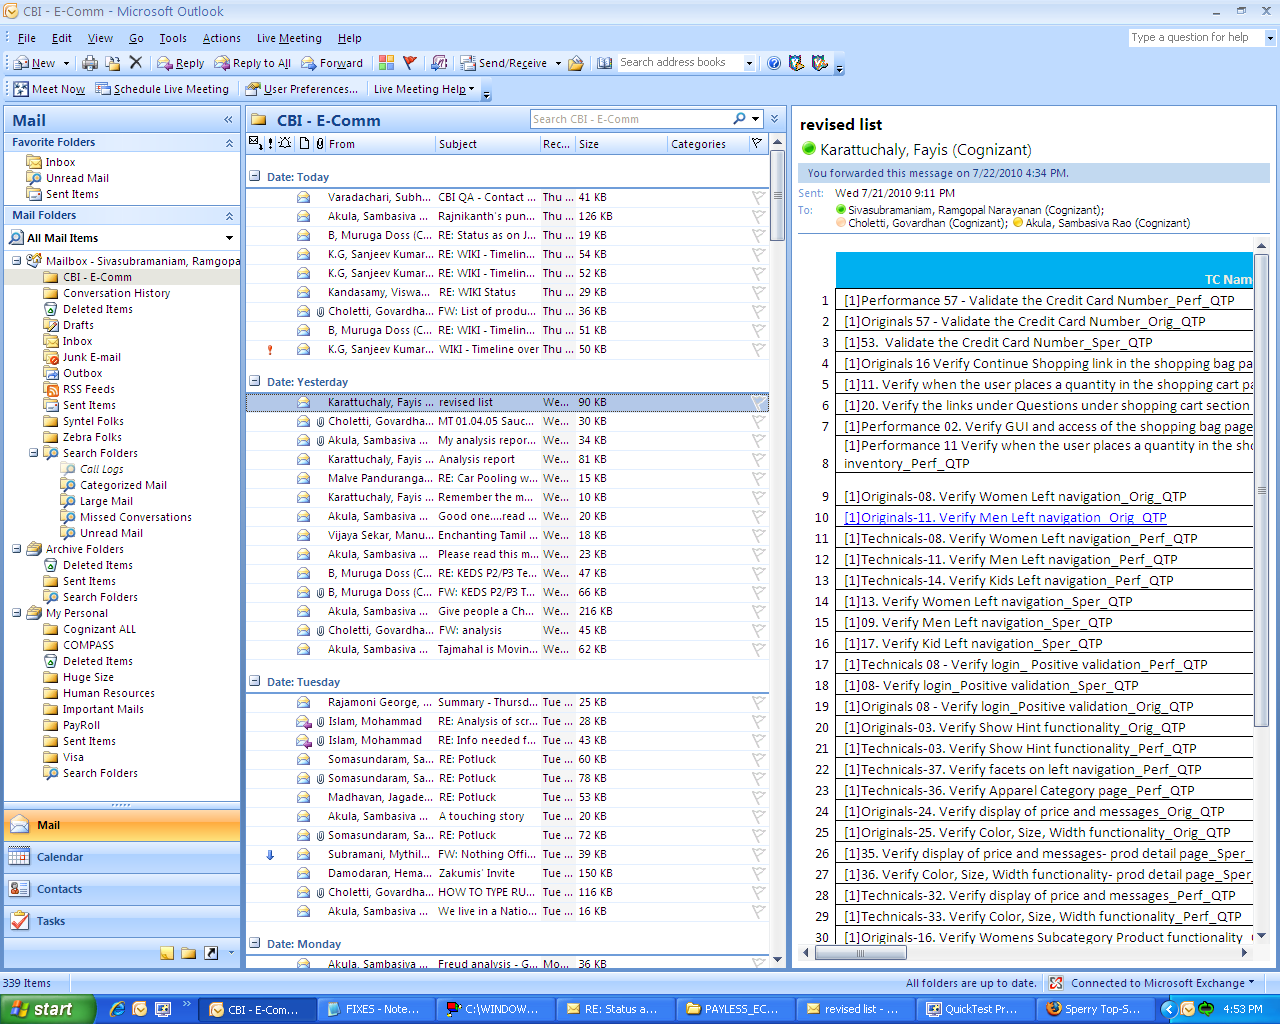 CBI - E-Comm - Microsoft Outlook
File Edit View Go Tools Actions Live Meeting Help
Type a question for help
New Reply Reply to All Forward Send/Receive Search address books
Meet Now Schedule Live Meeting User Preferences... Live Meeting Help
Mail
Favorite Folders
Inbox
Unread Mail
Sent Items
Mail Folders
All Mail Items
Mailbox - Sivasubramaniam, Ramgopa
CBI - E-Comm
Conversation History
Deleted Items
Drafts
Inbox
Junk E-mail
Outbox
RSS Feeds
Sent Items
Syntel Folks
Zebra Folks
Search Folders
Call Logs
Categorized Mail
Large Mail
Missed Conversations
Unread Mail
Archive Folders
Deleted Items
Sent Items
Search Folders
My Personal
Cognizant ALL
COMPASS
Deleted Items
Huge Size
Human Resources
Important Mails
PayRoll
Sent Items
Visa
Search Folders
Mail
Calendar
Contacts
Tasks
CBI - E-Comm
Search CBI - E-Comm
From Subject Rec... Size Categories
Date: Today
Varadachari, Subh... CBI QA - Contact ... Thu ... 41 KB
Akula, Sambasiva ... Rajnikanth's pun... Thu ... 126 KB
B, Muruga Doss (C... RE: Status as on J... Thu ... 19 KB
K.G, Sanjeev Kumar... RE: WIKI - Timelin... Thu ... 54 KB
K.G, Sanjeev Kumar... RE: WIKI - Timelin... Thu ... 52 KB
Kandasamy, Viswa... RE: WIKI Status Thu ... 29 KB
Choletti, Govardha... FW: List of produ... Thu ... 36 KB
B, Muruga Doss (C... RE: WIKI - Timelin... Thu ... 51 KB
K.G, Sanjeev Kumar... WIKI - Timeline over Thu ... 50 KB
Date: Yesterday
Karattuchaly, Fayis ... revised list We... 90 KB
Choletti, Govardha... MT 01.04.05 Sauc... We... 30 KB
Akula, Sambasiva ... My analysis repor... We... 34 KB
Karattuchaly, Fayis ... Analysis report We... 81 KB
Malve Panduranga... RE: Car Pooling w... We... 15 KB
Karattuchaly, Fayis ... Remember the m... We... 10 KB
Akula, Sambasiva ... Good one....read ... We... 20 KB
Vijaya Sekar, Manu... Enchanting Tamil ... We... 18 KB
Akula, Sambasiva ... Please read this m... We... 23 KB
B, Muruga Doss (C... RE: KEDS P2/P3 Te... We... 47 KB
B, Muruga Doss (C... FW: KEDS P2/P3 T... We... 66 KB
Akula, Sambasiva ... Give people a Ch... We... 216 KB
Choletti, Govardha... FW: analysis We... 45 KB
Akula, Sambasiva ... Tajmahal is Movin... We... 62 KB
Date: Tuesday
Rajamoni George, ... Summary - Thursd... Tue ... 25 KB
Islam, Mohammad RE: Analysis of scr... Tue ... 28 KB
Islam, Mohammad RE: Info needed f... Tue ... 43 KB
Somasundaram, Sa... RE: Potluck Tue ... 60 KB
Somasundaram, Sa... RE: Potluck Tue ... 78 KB
Madhavan, Jagade... RE: Potluck Tue ... 53 KB
Akula, Sambasiva ... A touching story Tue ... 20 KB
Somasundaram, Sa... RE: Potluck Tue ... 72 KB
Subramani, Mythil... FW: Nothing Offi... Tue ... 39 KB
Damodaran, Hema... Zakumis' Invite Tue ... 150 KB
Choletti, Govardha... HOW TO TYPE RU... Tue ... 116 KB
Akula, Sambasiva ... We live in a Natio... Tue ... 16 KB
Date: Monday
Akula, Sambasiva ... Freud analysis - G... Mo... 36 KB
revised list
Karattuchaly, Fayis (Cognizant)
You forwarded this message on 7/22/2010 4:34 PM.
Sent: Wed 7/21/2010 9:11 PM
To: Sivasubramaniam, Ramgopal Narayanan (Cognizant);
Choletti, Govardhan (Cognizant); Akula, Sambasiva Rao (Cognizant)
TC Nam
1 [1]Performance 57 - Validate the Credit Card Number_Perf_QTP
2 [1]Originals 57 - Validate the Credit Card Number_Orig_QTP
3 [1]53. Validate the Credit Card Number_Sper_QTP
4 [1]Originals 16 Verify Continue Shopping link in the shopping bag pa
5 [1]11. Verify when the user places a quantity in the shopping cart pa
6 [1]20. Verify the links under Questions under shopping cart section
7 [1]Performance 02. Verify GUI and access of the shopping bag page
8 [1]Performance 11 Verify when the user places a quantity in the sho
inventory_Perf_QTP
9 [1]Originals-08. Verify Women Left navigation_Orig_QTP
10 [1]Originals-11. Verify Men Left navigation_Orig_QTP
11 [1]Technicals-08. Verify Women Left navigation_Perf_QTP
12 [1]Technicals-11. Verify Men Left navigation_Perf_QTP
13 [1]Technicals-14. Verify Kids Left navigation_Perf_QTP
14 [1]13. Verify Women Left navigation_Sper_QTP
15 [1]09. Verify Men Left navigation_Sper_QTP
16 [1]17. Verify Kid Left navigation_Sper_QTP
17 [1]Technicals 08 - Verify login_ Positive validation_Perf_QTP
18 [1]08- Verify login_Positive validation_Sper_QTP
19 [1]Originals 08 - Verify login_Positive validation_Orig_QTP
20 [1]Originals-03. Verify Show Hint functionality_Orig_QTP
21 [1]Technicals-03. Verify Show Hint functionality_Perf_QTP
22 [1]Technicals-37. Verify facets on left navigation_Perf_QTP
23 [1]Technicals-36. Verify Apparel Category page_Perf_QTP
24 [1]Originals-24. Verify display of price and messages_Orig_QTP
25 [1]Originals-25. Verify Color, Size, Width functionality_Orig_QTP
26 [1]35. Verify display of price and messages- prod detail page_Sper_
27 [1]36. Verify Color, Size, Width functionality- prod detail page_Sper_
28 [1]Technicals-32. Verify display of price and messages_Perf_QTP
29 [1]Technicals-33. Verify Color, Size, Width functionality_Perf_QTP
30 [1]Originals-16. Verify Womens Subcategory Product functionality_O
339 Items
All folders are up to date. Connected to Microsoft Exchange
start CBI - E-Com... FIXES - Note... C:\WINDOW... RE: Status a... PAYLESS_EC... revised list - ... QuickTest Pr... Sperry Top-S... 4:53 PM